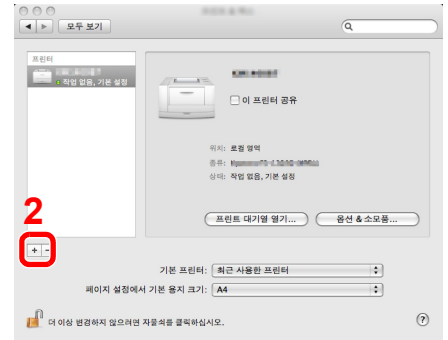 모두 보기
프린터
작업 없음, 기본 설정
이 프린터 공유
위치: 로컬 영역
종류:
상태: 작업 없음, 기본 설정
프린트 대기열 열기...
옵션 & 소모품...
2
+ −
기본 프린터: 최근 사용한 프린터
페이지 설정에서 기본 용지 크기: A4
더 이상 변경하지 않으려면 자물쇠를 클릭하십시오.
?